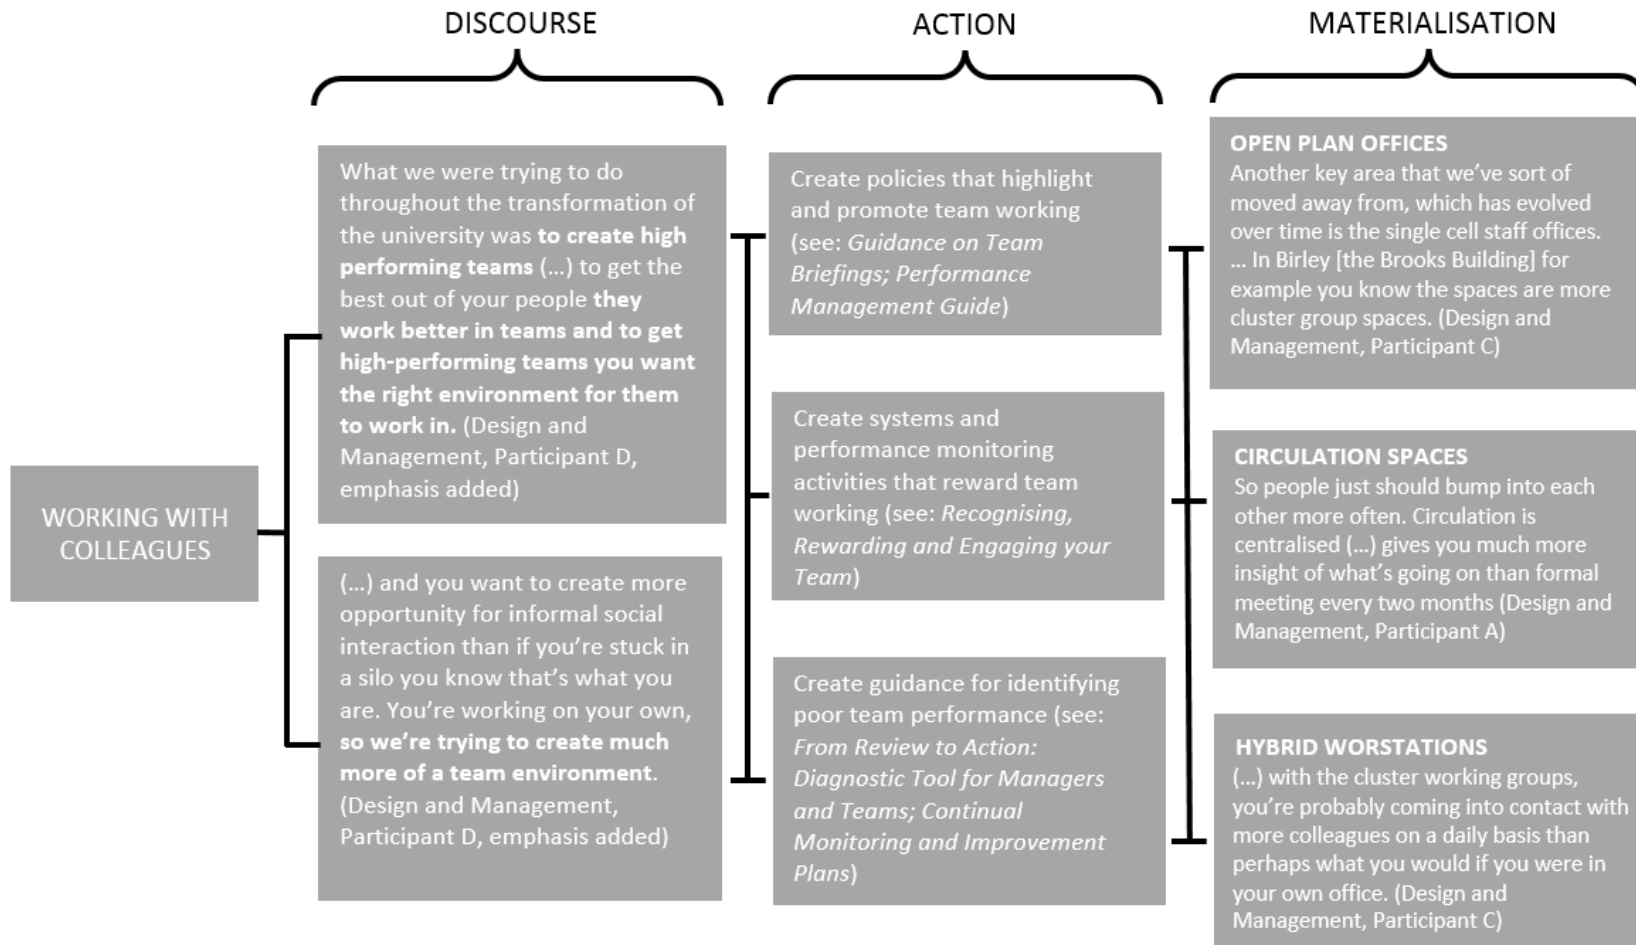 DISCOURSE
ACTION
MATERIALISATION
WORKING WITH
COLLEAGUES
What we were trying to do
throughout the transformation of
the university was to create high
performing teams (…) to get the
best out of your people they
work better in teams and to get
high-performing teams you want
the right environment for them
to work in. (Design and
Management, Participant D,
emphasis added)
(…) and you want to create more
opportunity for informal social
interaction than if you’re stuck in
a silo you know that’s what you
are. You’re working on your own,
so we’re trying to create much
more of a team environment.
(Design and Management,
Participant D, emphasis added)
Create policies that highlight
and promote team working
(see: Guidance on Team
Briefings; Performance
Management Guide)
Create systems and
performance monitoring
activities that reward team
working (see: Recognising,
Rewarding and Engaging your
Team)
Create guidance for identifying
poor team performance (see:
From Review to Action:
Diagnostic Tool for Managers
and Teams; Continual
Monitoring and Improvement
Plans)
OPEN PLAN OFFICES
Another key area that we’ve sort of
moved away from, which has evolved
over time is the single cell staff offices.
… In Birley [the Brooks Building] for
example you know the spaces are more
cluster group spaces. (Design and
Management, Participant C)
CIRCULATION SPACES
So people just should bump into each
other more often. Circulation is
centralised (…) gives you much more
insight of what’s going on than formal
meeting every two months (Design and
Management, Participant A)
HYBRID WORSTATIONS
(…) with the cluster working groups,
you’re probably coming into contact with
more colleagues on a daily basis than
perhaps what you would if you were in
your own office. (Design and
Management, Participant C)